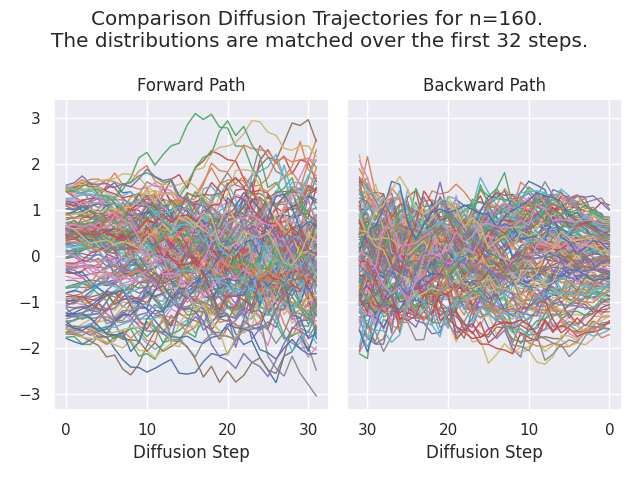 Comparison Diffusion Trajectories for n=160.
The distributions are matched over the first 32 steps.
Forward Path
Backward Path
3
2
1
0
−1
−2
−3
0 10 20 30
30 20 10 0
Diffusion Step
Diffusion Step